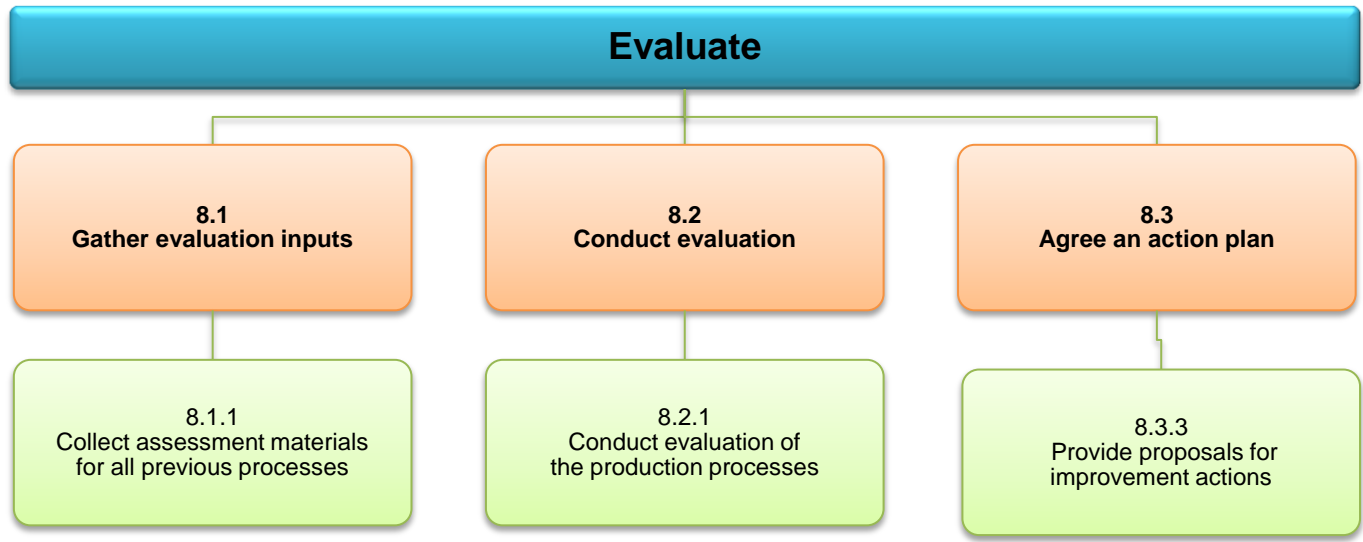 Evaluate
8.1
Gather evaluation inputs
8.2
Conduct evaluation
8.3
Agree an action plan
8.1.1
Collect assessment materials
for all previous processes
8.2.1
Conduct evaluation of
the production processes
8.3.3
Provide proposals for
improvement actions